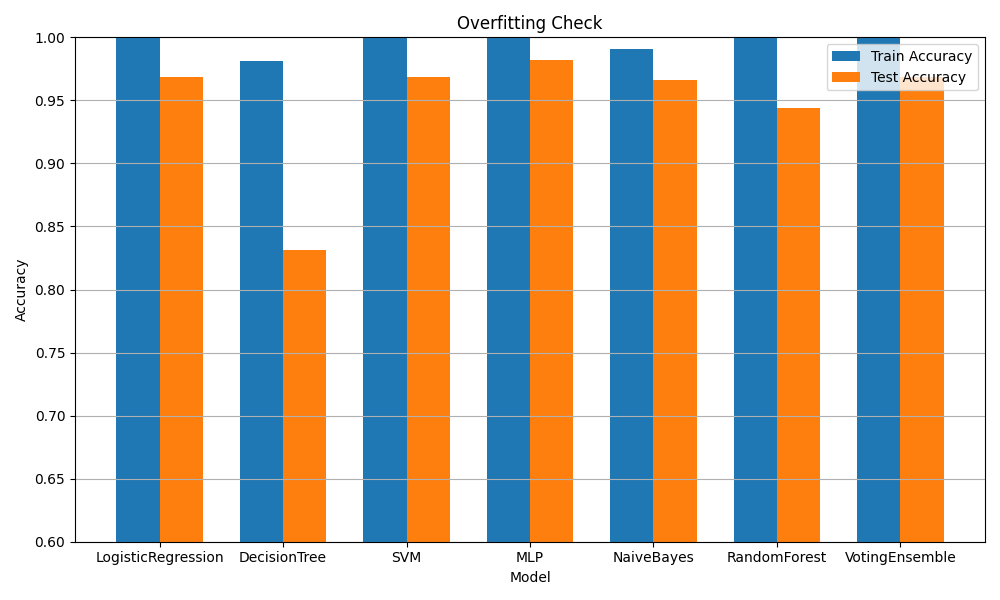 Overfitting Check
Train Accuracy
Test Accuracy
1.00
0.95
0.90
0.85
0.80
0.75
0.70
0.65
0.60
Accuracy
LogisticRegression
DecisionTree
SVM
MLP
NaiveBayes
RandomForest
VotingEnsemble
Model